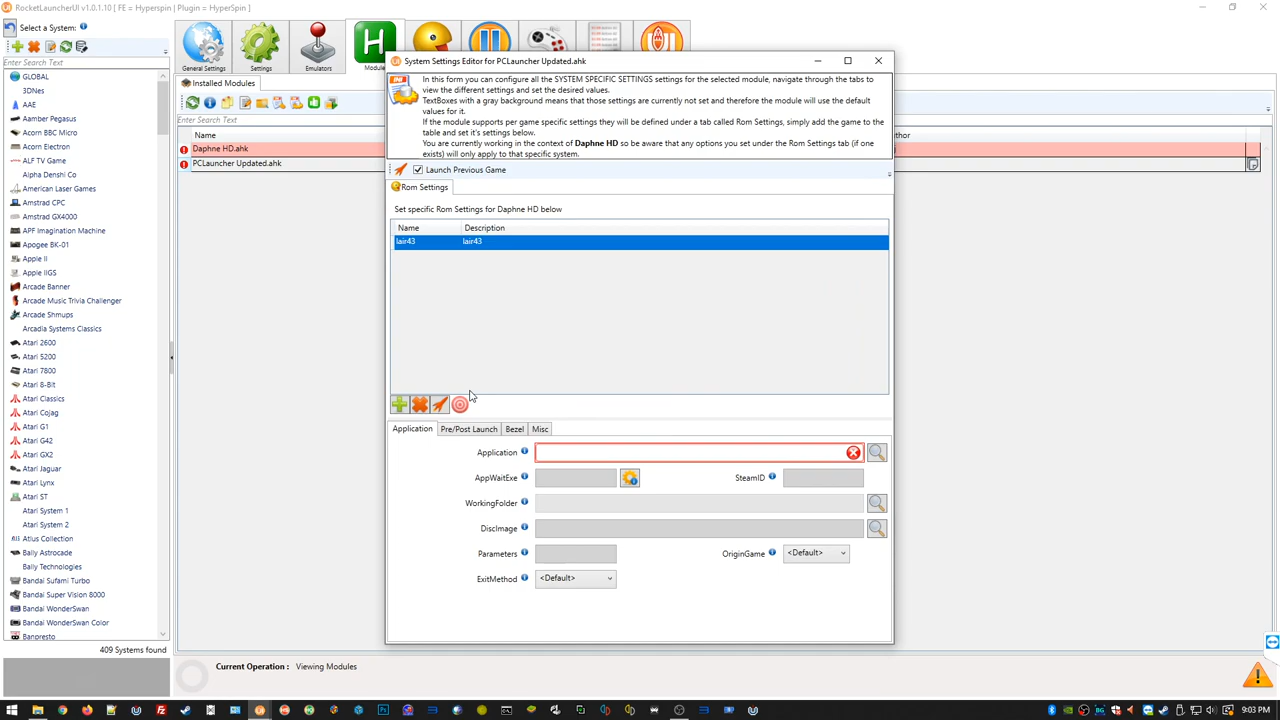 RocketLauncherUI v1.0.1.10 [ FE = Hyperspin | Plugin = HyperSpin ]
Select a System:
Enter Search Text
GLOBAL
3DNes
AAE
Aamber Pegasus
Acorn BBC Micro
Acorn Electron
ALF TV Game
Alpha Denshi Co
American Laser Games
Amstrad CPC
Amstrad GX4000
APF Imagination Machine
Apogee BK-01
Apple II
Apple IIGS
Arcade Banner
Arcade Music Trivia Challenger
Arcade Shmups
Arcadia Systems Classics
Atari 2600
Atari 5200
Atari 7800
Atari 8-Bit
Atari Classics
Atari Cojag
Atari G1
Atari G42
Atari GX2
Atari Jaguar
Atari Lynx
Atari ST
Atari System 1
Atari System 2
Atlus Collection
Bally Astrocade
Bally Technologies
Bandai Sufami Turbo
Bandai Super Vision 8000
Bandai WonderSwan
Bandai WonderSwan Color
Banpresto
409 Systems found
General Settings
Settings
Emulators
Module
Installed Modules
Enter Search Text
Name
Daphne HD.ahk
PCLauncher Updated.ahk
System Settings Editor for PCLauncher Updated.ahk
In this form you can configure all the SYSTEM SPECIFIC SETTINGS settings for the selected module, navigate through the tabs to
view the different settings and set the desired values.
TextBoxes with a gray background means that those settings are currently not set and therefore the module will use the default
values for it.
If the module supports per game specific settings they will be defined under a tab called Rom Settings, simply add the game to the
table and set it's settings below.
You are currently working in the context of Daphne HD so be aware that any options you set under the Rom Settings tab (if one
exists) will only apply to that specific system.
Launch Previous Game
Rom Settings
Set specific Rom Settings for Daphne HD below
Name Description
lair43 lair43
Application Pre/Post Launch Bezel Misc
Application
AppWaitExe SteamID
WorkingFolder
DiscImage
Parameters OriginGame <Default>
ExitMethod <Default>
Current Operation : Viewing Modules
9:03 PM